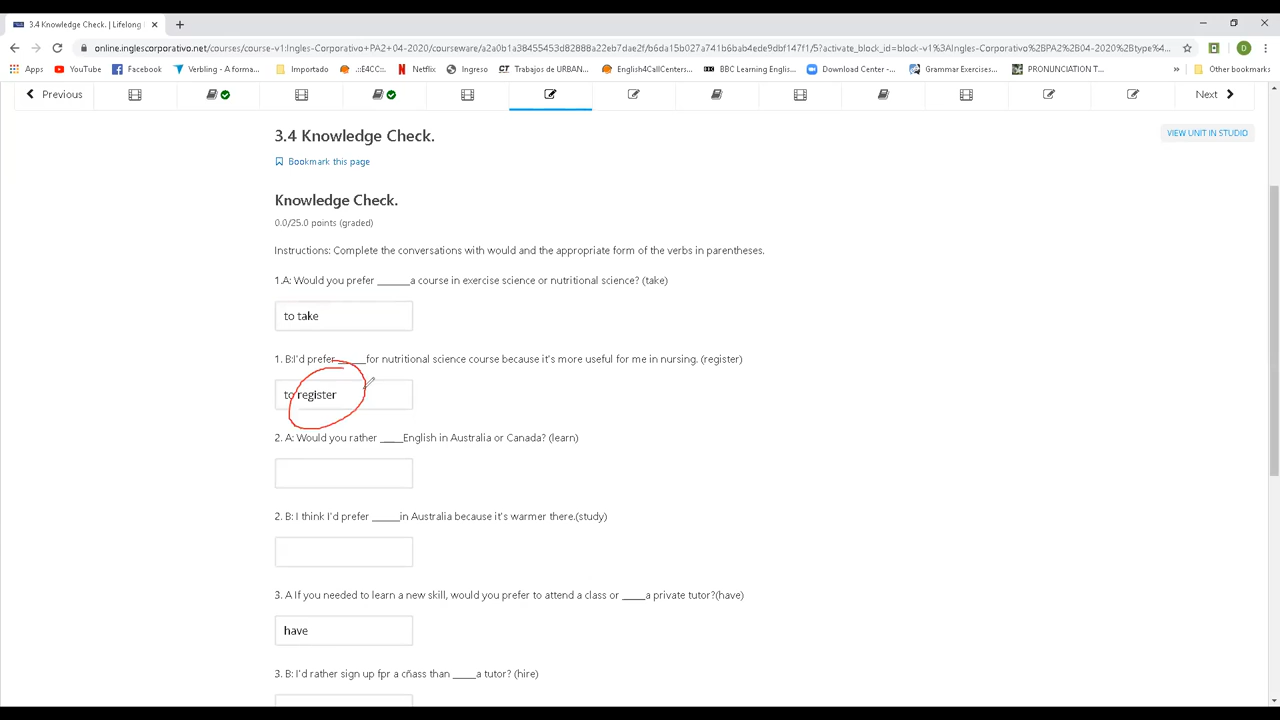 3.4 Knowledge Check. | Lifelong
online.inglescorporativo.net/courses/course-v1:Ingles-Corporativo+PA2+04-2020/courseware/a2a0b1a38455453d82888a22eb7dae2f/b6da15b027a741b6bab4ede9dbf147f1/5?activate_block_id=block-v1%3AIngles-Corporativo%2BPA2%2B04-2020%2Btype%4...
D
Apps YouTube Facebook Verbling - A forma... Importado .::E4CC::. Netflix Ingreso Trabajos de URBAN... English4CallCenters... BBC Learning English... Download Center -... Grammar Exercises... PRONUNCIATION T... » Other bookmarks
Previous Next
3.4 Knowledge Check.
VIEW UNIT IN STUDIO
Bookmark this page
Knowledge Check.
0.0/25.0 points (graded)
Instructions: Complete the conversations with would and the appropriate form of the verbs in parentheses.
1.A: Would you prefer ______a course in exercise science or nutritional science? (take)
to take
1. B:I'd prefer _____for nutritional science course because it's more useful for me in nursing. (register)
to register
2. A: Would you rather ____English in Australia or Canada? (learn)
2. B: I think I'd prefer _____in Australia because it's warmer there.(study)
3. A If you needed to learn a new skill, would you prefer to attend a class or ____a private tutor?(have)
have
3. B: I'd rather sign up fpr a cñass than ____a tutor? (hire)